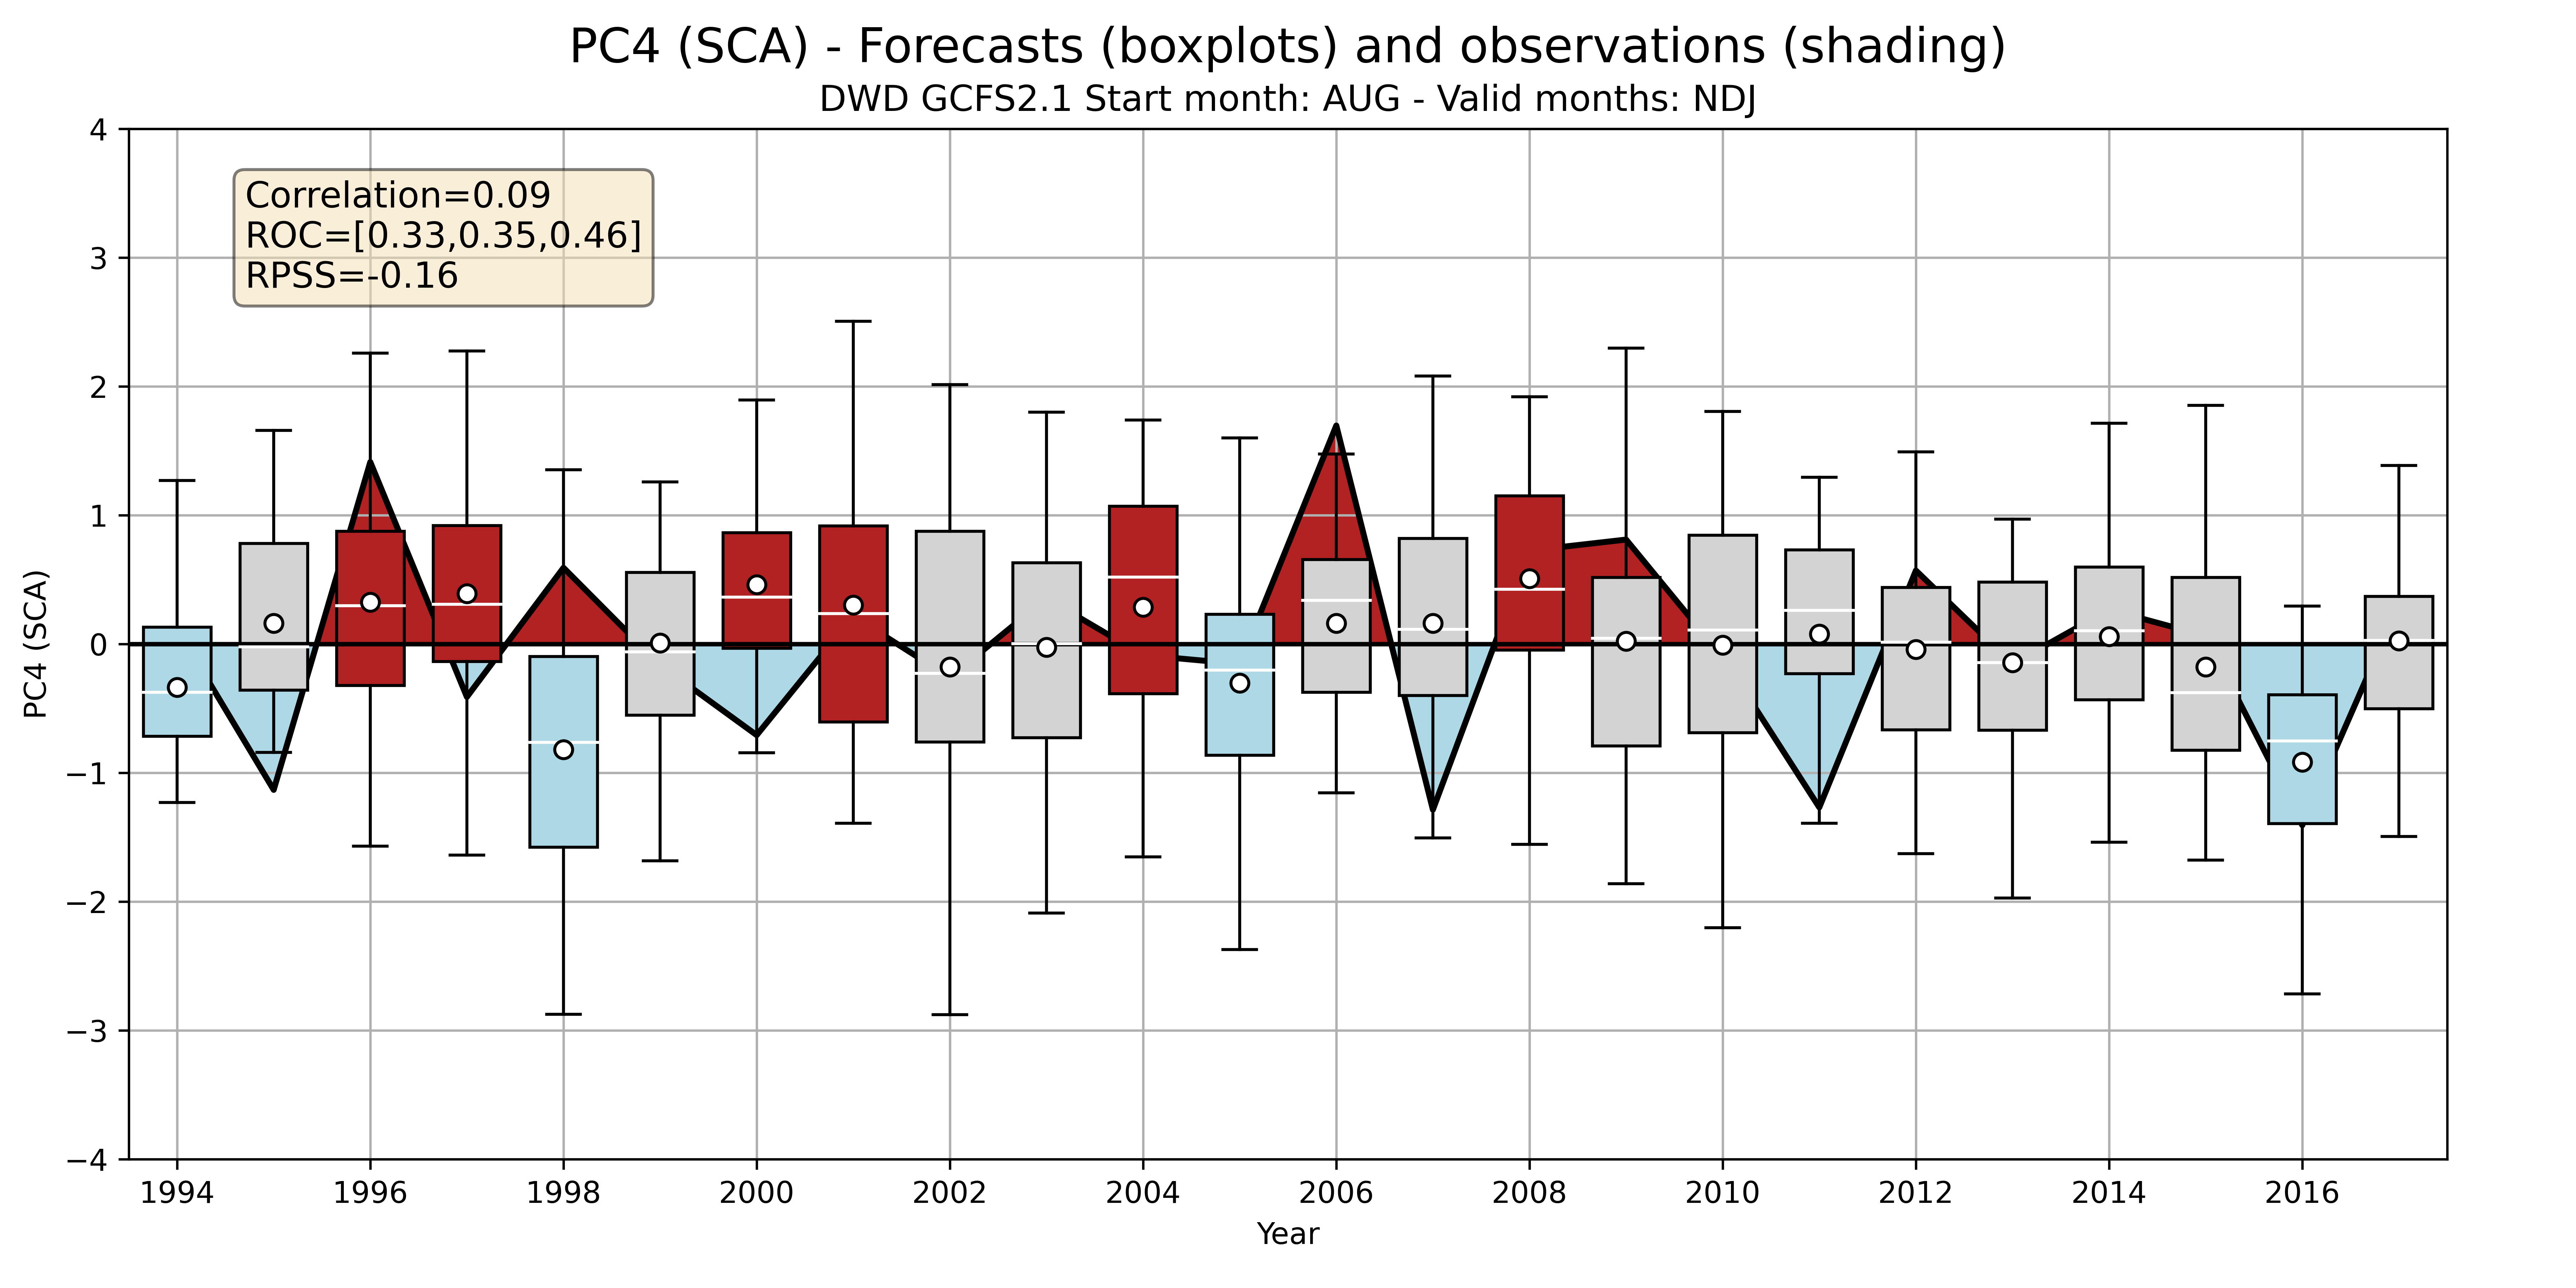 PC4 (SCA) - Forecasts (boxplots) and observations (shading)
DWD GCFS2.1 Start month: AUG - Valid months: NDJ
Correlation=0.09
ROC=[0.33,0.35,0.46]
RPSS=-0.16
PC4 (SCA)
4
3
2
1
0
−1
−2
−3
−4
1994 1996 1998 2000 2002 2004 2006 2008 2010 2012 2014 2016
Year